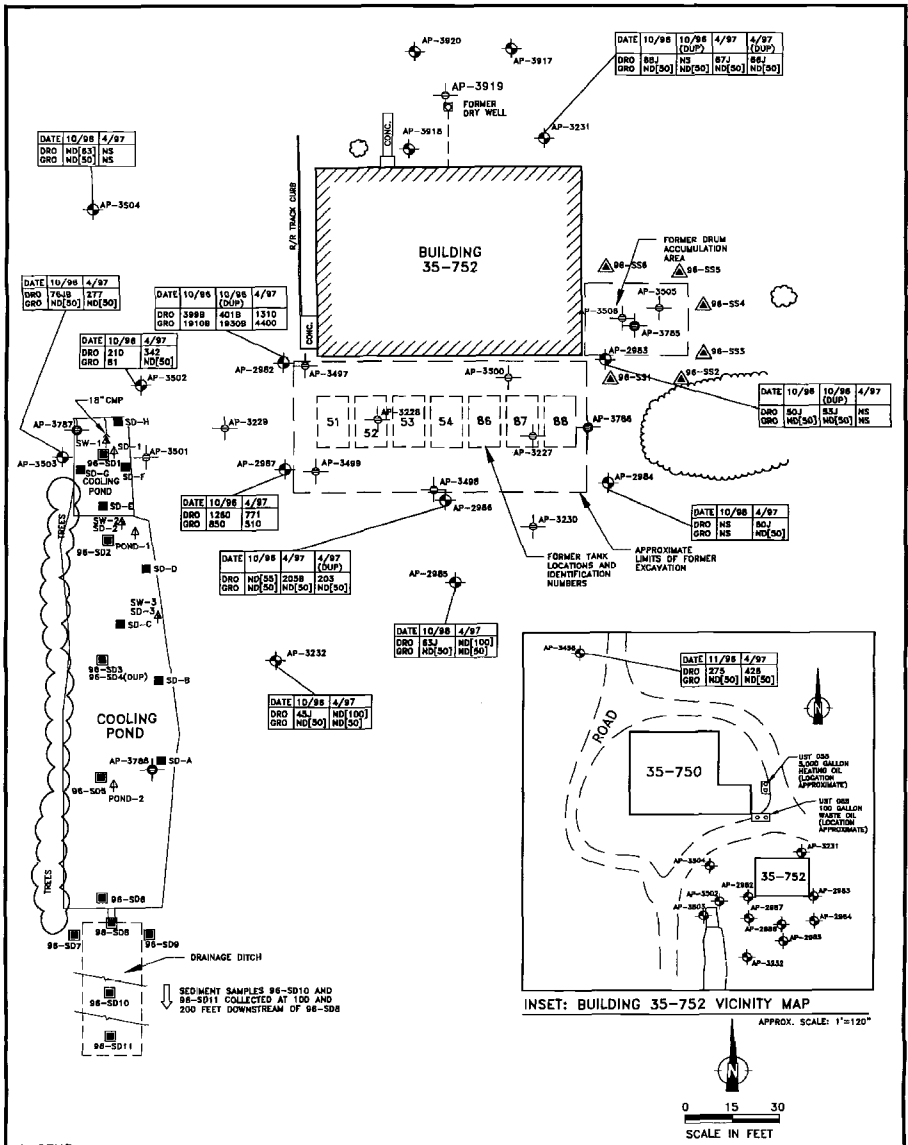 AP-3920
AP-3917
DATE 10/96 10/96 (DUP) 4/97 4/97 (DUP)
DRO 88J NS 67J 66J
GRO ND[50] ND[50] ND[50] ND[50]
AP-3919
FORMER
DRY WELL
AP-3231
AP-3918
CONC.
DATE 10/96 4/97
DRO ND[53] NS
GRO ND[50] NS
AP-3504
R/R TRACK CURB
BUILDING
35-752
FORMER DRUM
ACCUMULATION
AREA
96-SS6
96-SS5
AP-3505
96-SS4
AP-3506
AP-3785
DATE 10/96 4/97
DRO 76JB 277
GRO ND[50] ND[50]
DATE 10/96 10/96 (DUP) 4/97
DRO 399B 401B 1310
GRO 1910B 1930B 4400
CONC.
AP-2983
96-SS3
DATE 10/96 4/97
DRO 210 342
GRO 81 ND[50]
AP-2982
AP-3497
AP-3500
96-SS1
96-SS2
AP-3502
DATE 10/96 10/96 (DUP) 4/97
DRO 50J 53J NS
GRO ND[50] ND[50] NS
18" CMP
SD-H
AP-3787
AP-3229
51
52
53
54
86
87
88
AP-3228
AP-3227
AP-3786
SW-1
SD-1
96-SD1
AP-3503
AP-3501
SD-G
SD-F
COOLING
POND
AP-2987
AP-3499
AP-2984
SD-E
AP-3498
AP-2986
DATE 10/96 4/97
DRO 1260 771
GRO 850 510
DATE 10/96 4/97
DRO NS 80J
GRO NS ND[50]
TREES
SW-2
SD-2
POND-1
96-SD2
AP-3230
FORMER TANK
LOCATIONS AND
IDENTIFICATION
NUMBERS
APPROXIMATE
LIMITS OF FORMER
EXCAVATION
DATE 10/96 4/97 4/97 (DUP)
DRO ND[55] 205B 203
GRO ND[50] ND[50] ND[50]
SD-D
AP-2985
SW-3
SD-3
SD-C
DATE 10/96 4/97
DRO 63J ND[100]
GRO ND[50] ND[50]
96-SD3
96-SD4(DUP)
SD-B
AP-3232
DATE 10/96 4/97
DRO 45J ND[100]
GRO ND[50] ND[50]
COOLING
POND
AP-3788
SD-A
96-SD5
POND-2
TREES
96-SD6
96-SD8
96-SD7
96-SD9
DRAINAGE DITCH
SEDIMENT SAMPLES 96-SD10 AND
96-SD11 COLLECTED AT 100 AND
200 FEET DOWNSTREAM OF 96-SD8
96-SD10
96-SD11
DATE 11/96 4/97
DRO 275 428
GRO ND[50] ND[50]
N
ROAD
35-750
5,000 GALLON
HEATING OIL
(LOCATION
APPROXIMATE)
100 GALLON
WASTE OIL
(LOCATION
APPROXIMATE)
AP-3231
AP-3504
35-752
AP-3502
AP-2982
AP-2983
AP-3503
AP-2987
AP-2984
AP-2986
AP-2985
AP-3232
INSET: BUILDING 35-752 VICINITY MAP
APPROX. SCALE: 1"=120"
N
0 15 30
SCALE IN FEET